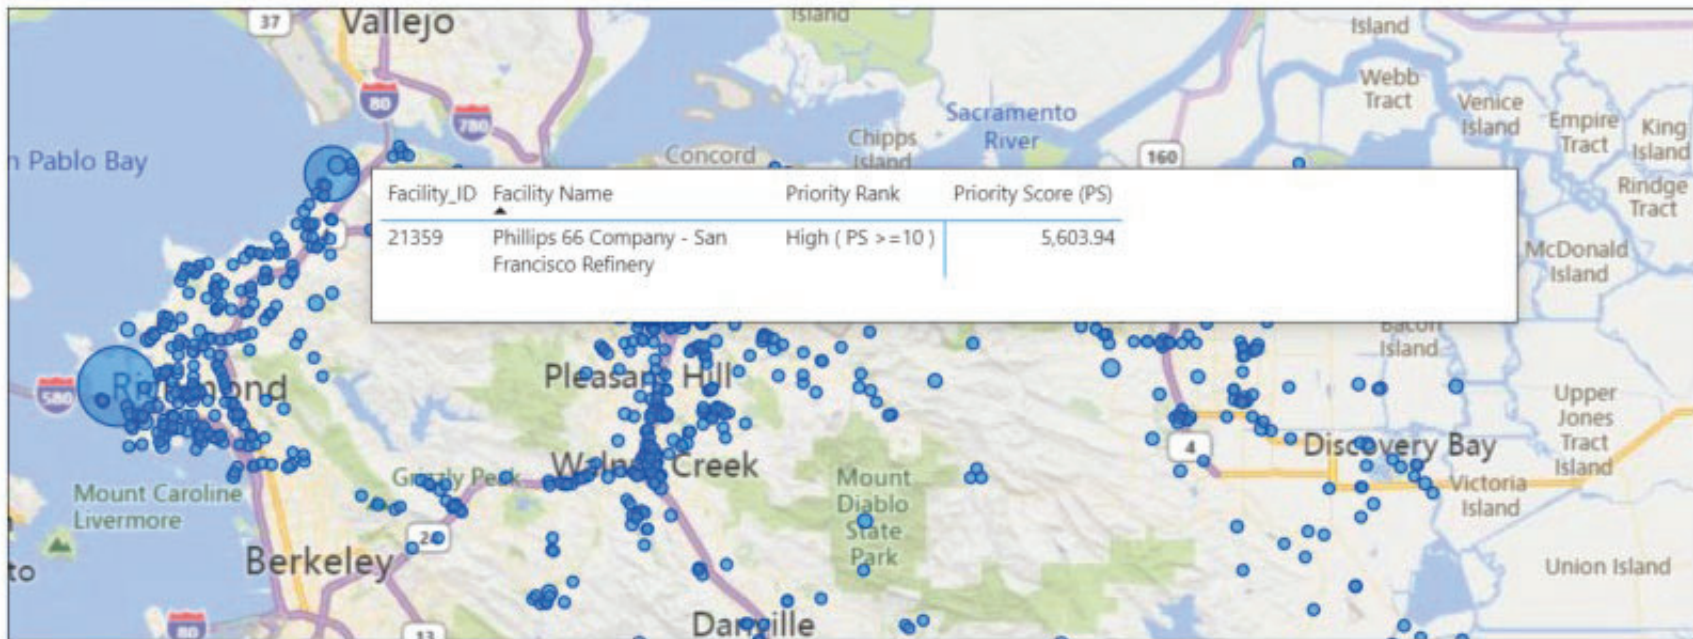 37
Vallejo
Island
Island
80
780
Webb
Tract
Venice
Island
Empire
Tract
King
Island
Sacramento
River
Chipps
Island
Concord
160
n Pablo Bay
Rindge
Tract
Facility_ID Facility Name Priority Rank Priority Score (PS)
21359 Phillips 66 Company - San High ( PS >=10 ) 5,603.94
Francisco Refinery
McDonald
Island
Bacon
Island
580
Richmond
Pleasant Hill
Upper
Jones
Tract
Island
4
Discovery Bay
Walnut Creek
Grizzly Peak
Mount
Diablo
State
Park
Victoria
Island
Mount Caroline
Livermore
24
Berkeley
to
Union Island
80
13
Danville